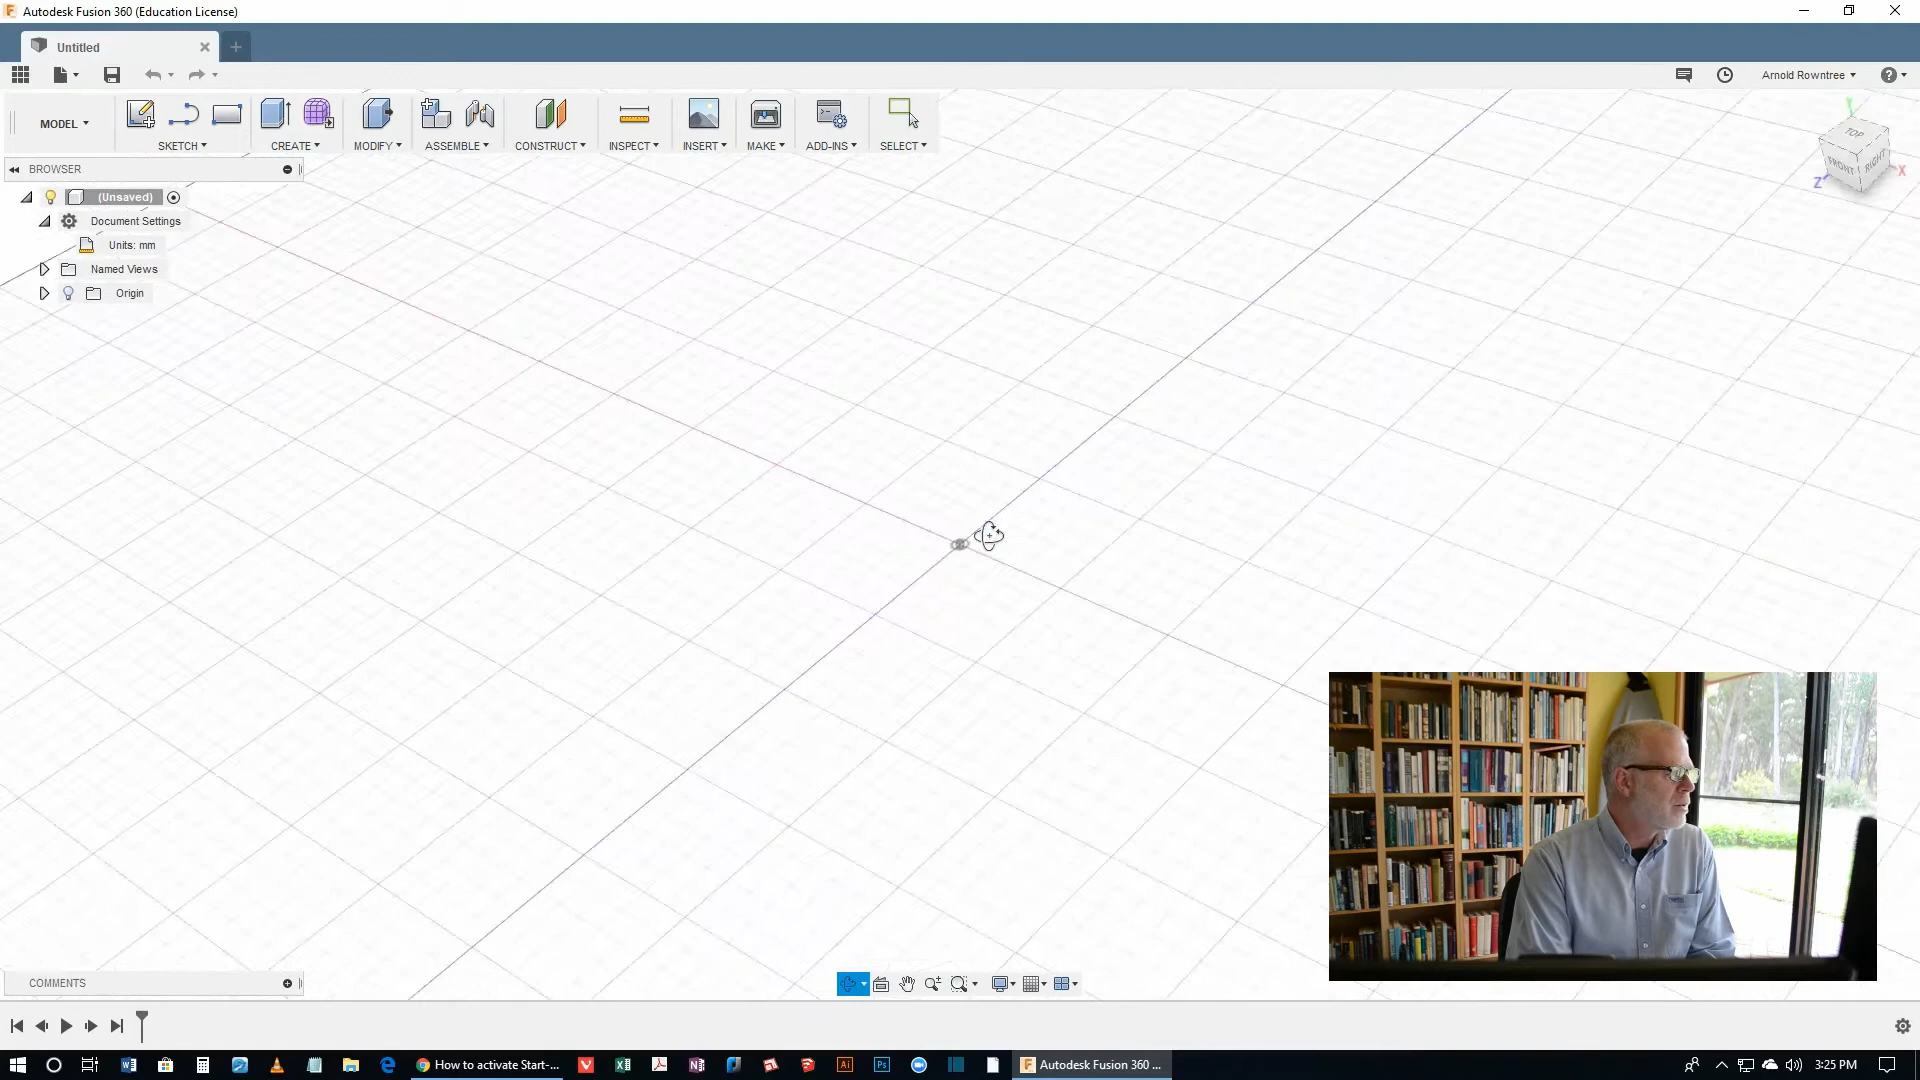 Autodesk Fusion 360 (Education License)
Untitled
Arnold Rowntree
MODEL
SKETCH
CREATE
MODIFY
ASSEMBLE
CONSTRUCT
INSPECT
INSERT
MAKE
ADD-INS
SELECT
BROWSER
(Unsaved)
Document Settings
Units: mm
Named Views
Origin
Y
TOP
FRONT
RIGHT
X
Z
COMMENTS
How to activate Start-...
Autodesk Fusion 360 ...
3:25 PM